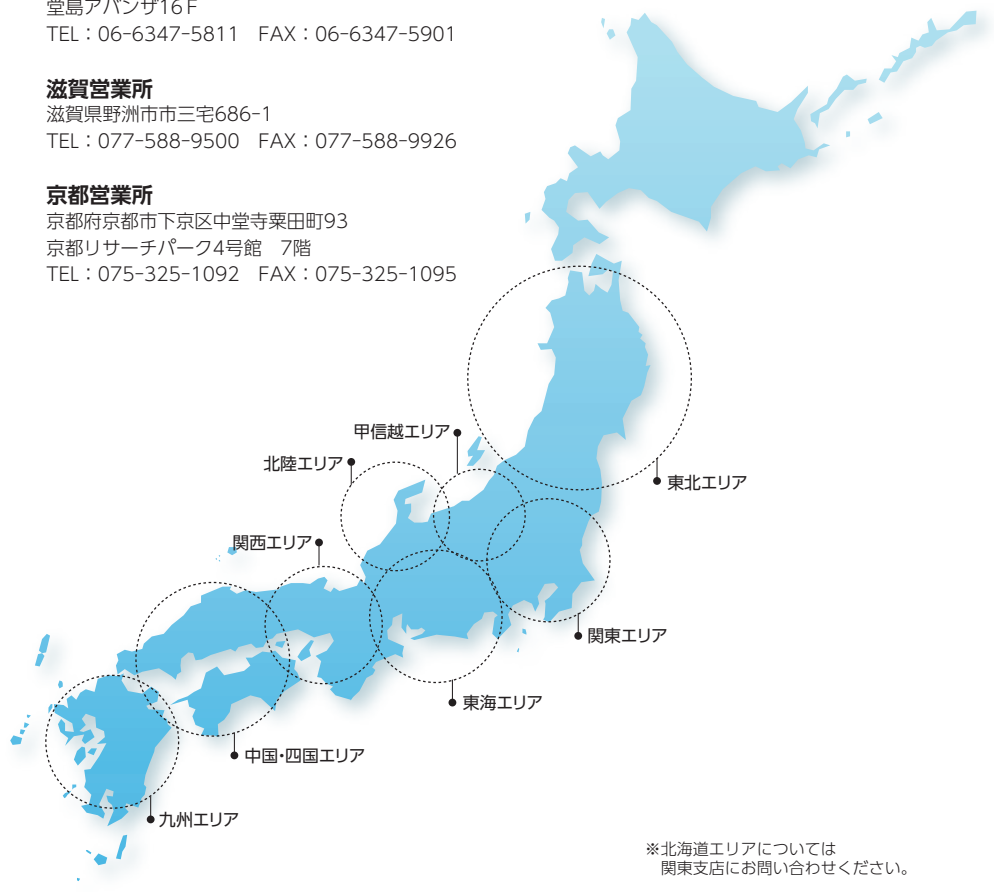 堂島アバンザ16F
TEL：06-6347-5811　FAX：06-6347-5901
滋賀営業所
滋賀県野洲市市三宅686-1
TEL：077-588-9500　FAX：077-588-9926
京都営業所
京都府京都市下京区中堂寺粟田町93
京都リサーチパーク4号館　7階
TEL：075-325-1092　FAX：075-325-1095
甲信越エリア
北陸エリア
東北エリア
関西エリア
関東エリア
東海エリア
中国・四国エリア
九州エリア
※北海道エリアについては
関東支店にお問い合わせください。